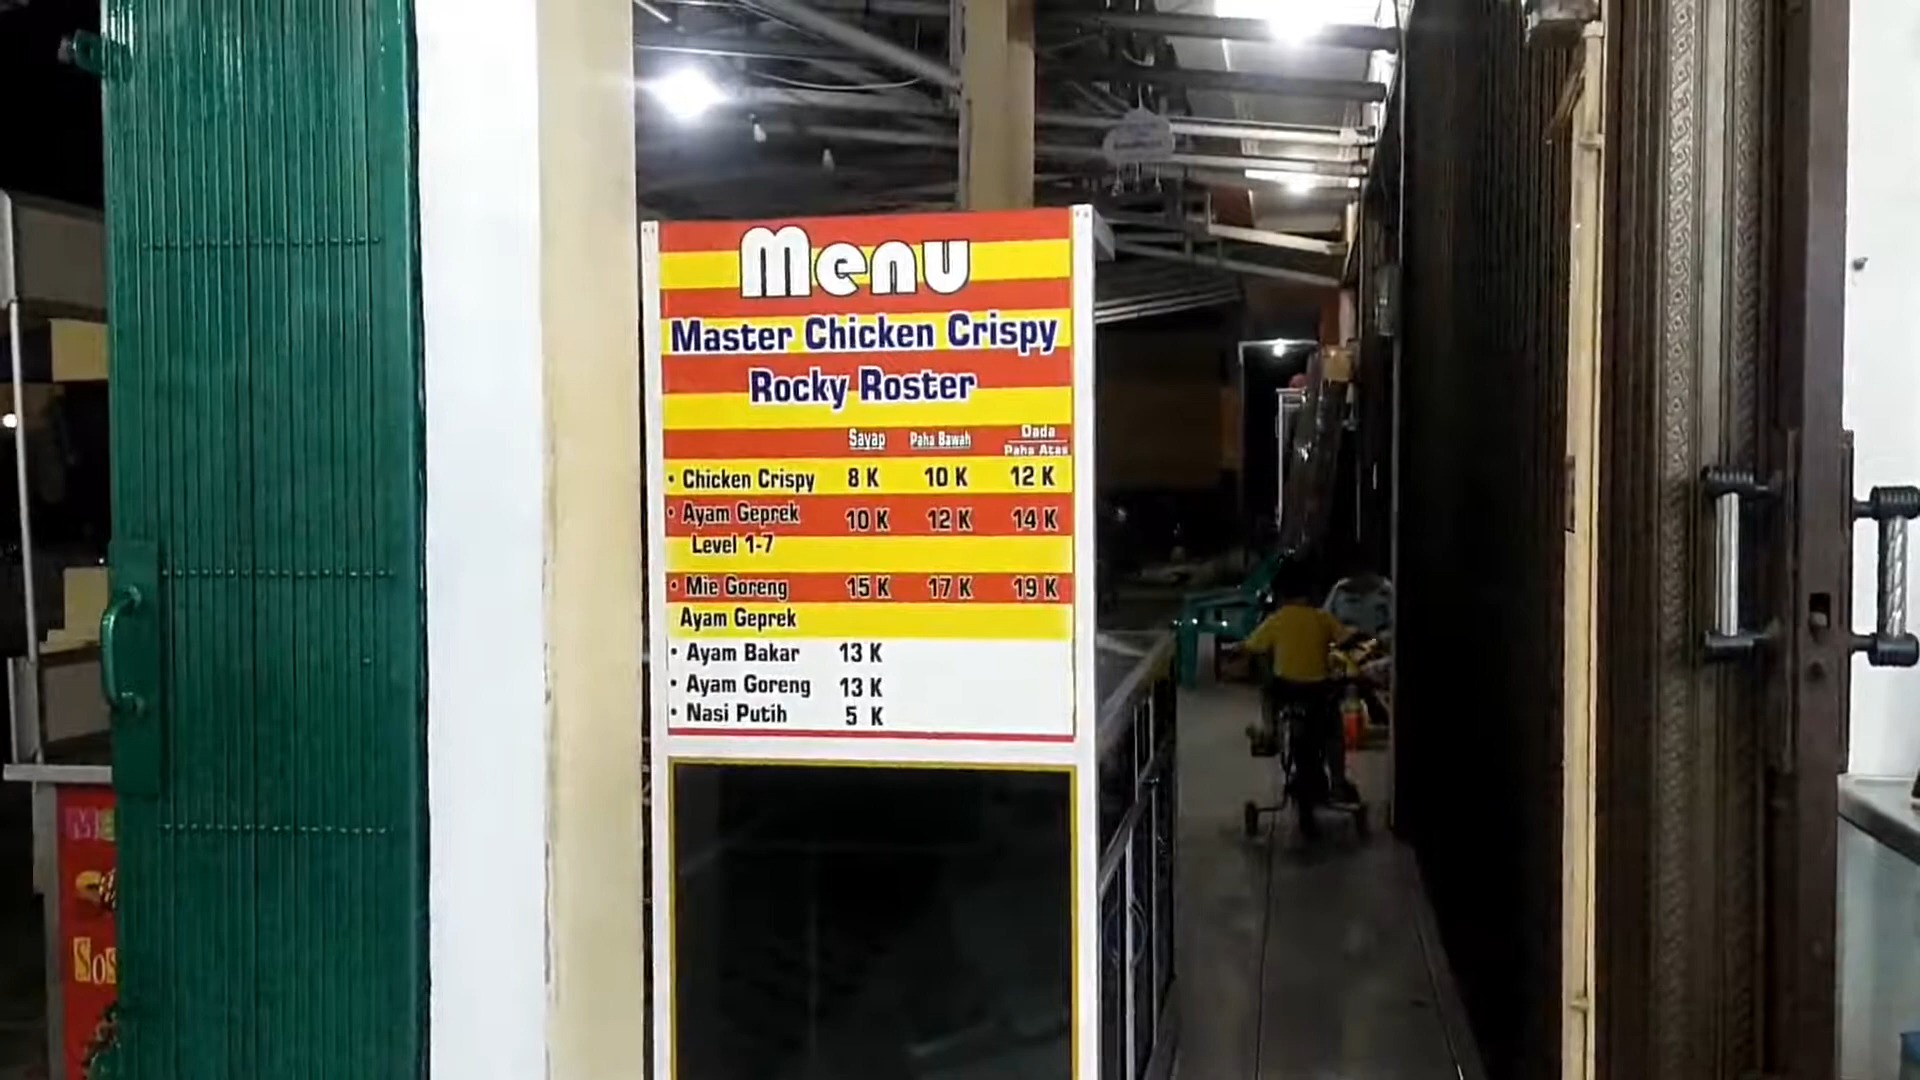 Menu
Master Chicken Crispy
Rocky Roster
Sayap Paha Bawah Dada
Paha Atas
• Chicken Crispy 8 K 10 K 12 K
• Ayam Geprek 10 K 12 K 14 K
Level 1-7
• Mie Goreng 15 K 17 K 19 K
Ayam Geprek
• Ayam Bakar 13 K
• Ayam Goreng 13 K
• Nasi Putih 5 K